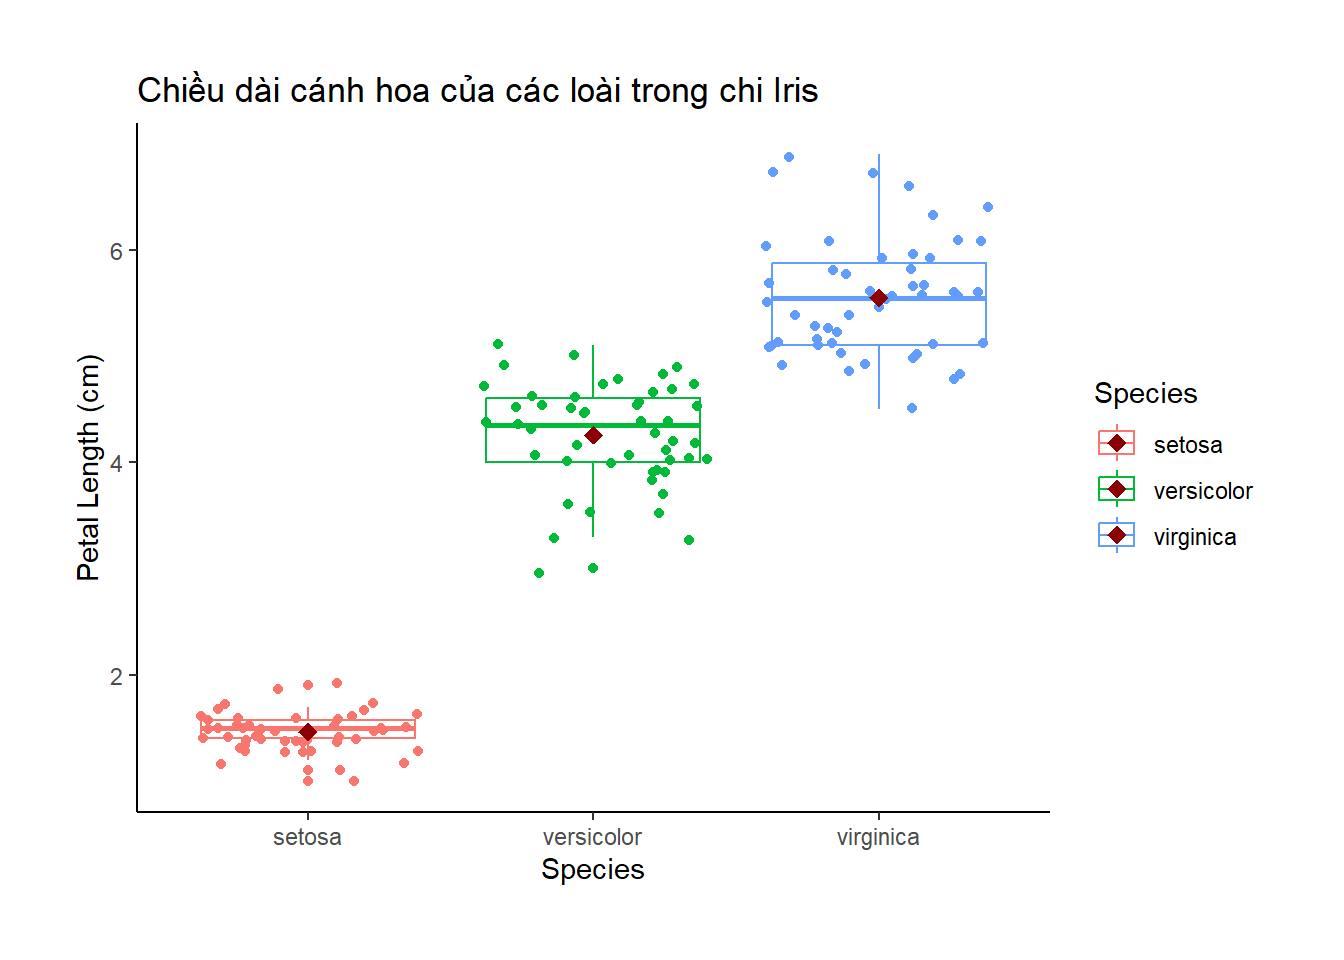 Chiều dài cánh hoa của các loài trong chi Iris
Petal Length (cm)
6
4
2
setosa
versicolor
virginica
Species
Species
setosa
versicolor
virginica